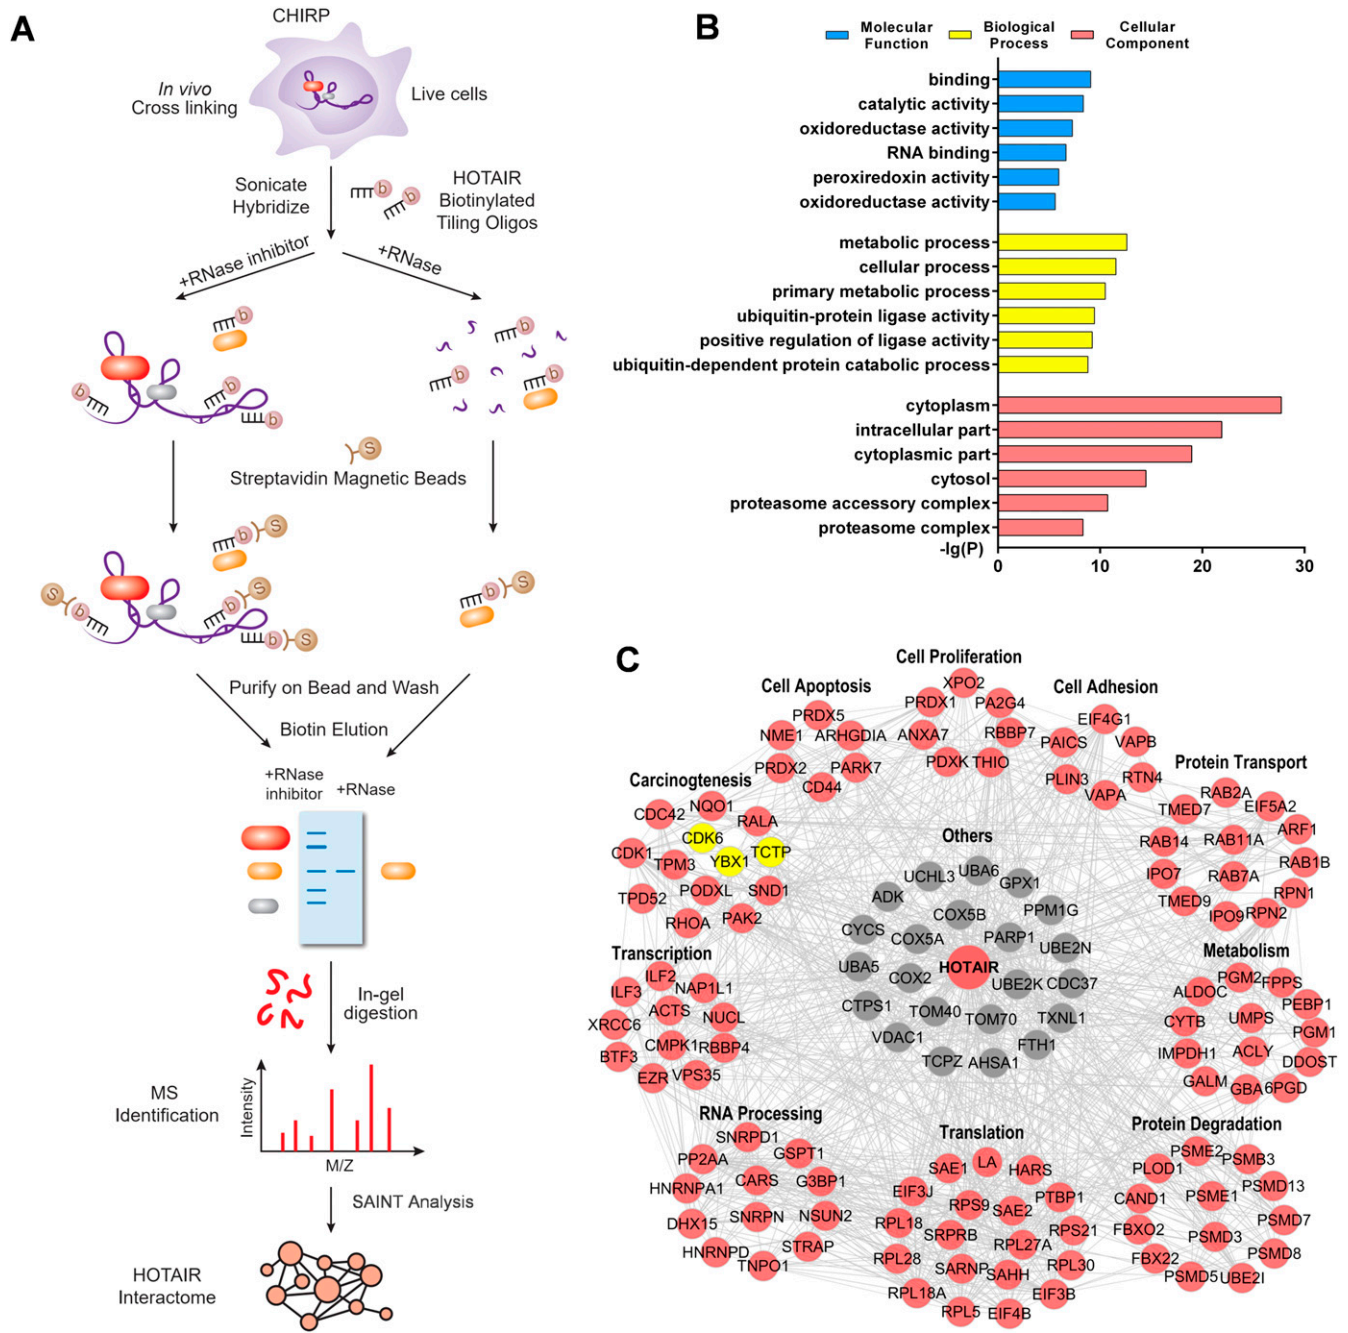 A
CHIRP
In vivo
Cross linking
Live cells
Sonicate
Hybridize
b
b
HOTAIR
Biotinylated
Tiling Oligos
+RNase inhibitor
+RNase
b
b
b
b
b
b
b
b
S
Streptavidin Magnetic Beads
b
S
S
b
b
S
b
S
b
S
Purify on Bead and Wash
Biotin Elution
+RNase
inhibitor
+RNase
In-gel
digestion
MS
Identification
Intensity
M/Z
SAINT Analysis
HOTAIR
Interactome
B
Molecular
Function
Biological
Process
Cellular
Component
binding
catalytic activity
oxidoreductase activity
RNA binding
peroxiredoxin activity
oxidoreductase activity
metabolic process
cellular process
primary metabolic process
ubiquitin-protein ligase activity
positive regulation of ligase activity
ubiquitin-dependent protein catabolic process
cytoplasm
intracellular part
cytoplasmic part
cytosol
proteasome accessory complex
proteasome complex
-lg(P)
0 10 20 30
C
Cell Proliferation
XPO2
PRDX1
PA2G4
ANXA7
RBBP7
PDXK
THIO
Cell Apoptosis
PRDX5
NME1
ARHGDIA
PRDX2
PARK7
CD44
Cell Adhesion
EIF4G1
PAICS
VAPB
PLIN3
RTN4
VAPA
Protein Transport
RAB2A
TMED7
EIF5A2
RAB14
RAB11A
ARF1
IPO7
RAB7A
RAB1B
TMED9
RPN1
IPO9
RPN2
Carcinogtenesis
CDC42
NQO1
RALA
CDK6
CDK1
TPM3
YBX1
TCTP
TPD52
PODXL
SND1
RHOA
PAK2
Others
UCHL3
UBA6
GPX1
ADK
COX5B
PPM1G
CYCS
COX5A
PARP1
UBE2N
UBA5
COX2
HOTAIR
UBE2K
CDC37
CTPS1
TOM40
TOM70
TXNL1
VDAC1
FTH1
TCPZ
AHSA1
Transcription
ILF2
ILF3
NAP1L1
XRCC6
ACTS
NUCL
BTF3
CMPK1
RBBP4
EZR
VPS35
Metabolism
PGM2
FPPS
ALDOC
PEBP1
CYTB
UMPS
PGM1
IMPDH1
ACLY
DDOST
GALM
GBA
6PGD
RNA Processing
SNRPD1
PP2AA
GSPT1
HNRNPA1
CARS
G3BP1
DHX15
SNRPN
NSUN2
HNRNPD
STRAP
TNPO1
Translation
SAE1
LA
HARS
EIF3J
RPS9
SAE2
PTBP1
RPL18
SRPRB
RPL27A
RPS21
RPL28
SARNP
SAHH
RPL30
RPL18A
EIF3B
RPL5
EIF4B
Protein Degradation
PSME2
PLOD1
PSMB3
CAND1
PSME1
PSMD13
FBXO2
PSMD3
PSMD7
FBX22
PSMD8
PSMD5
UBE2I